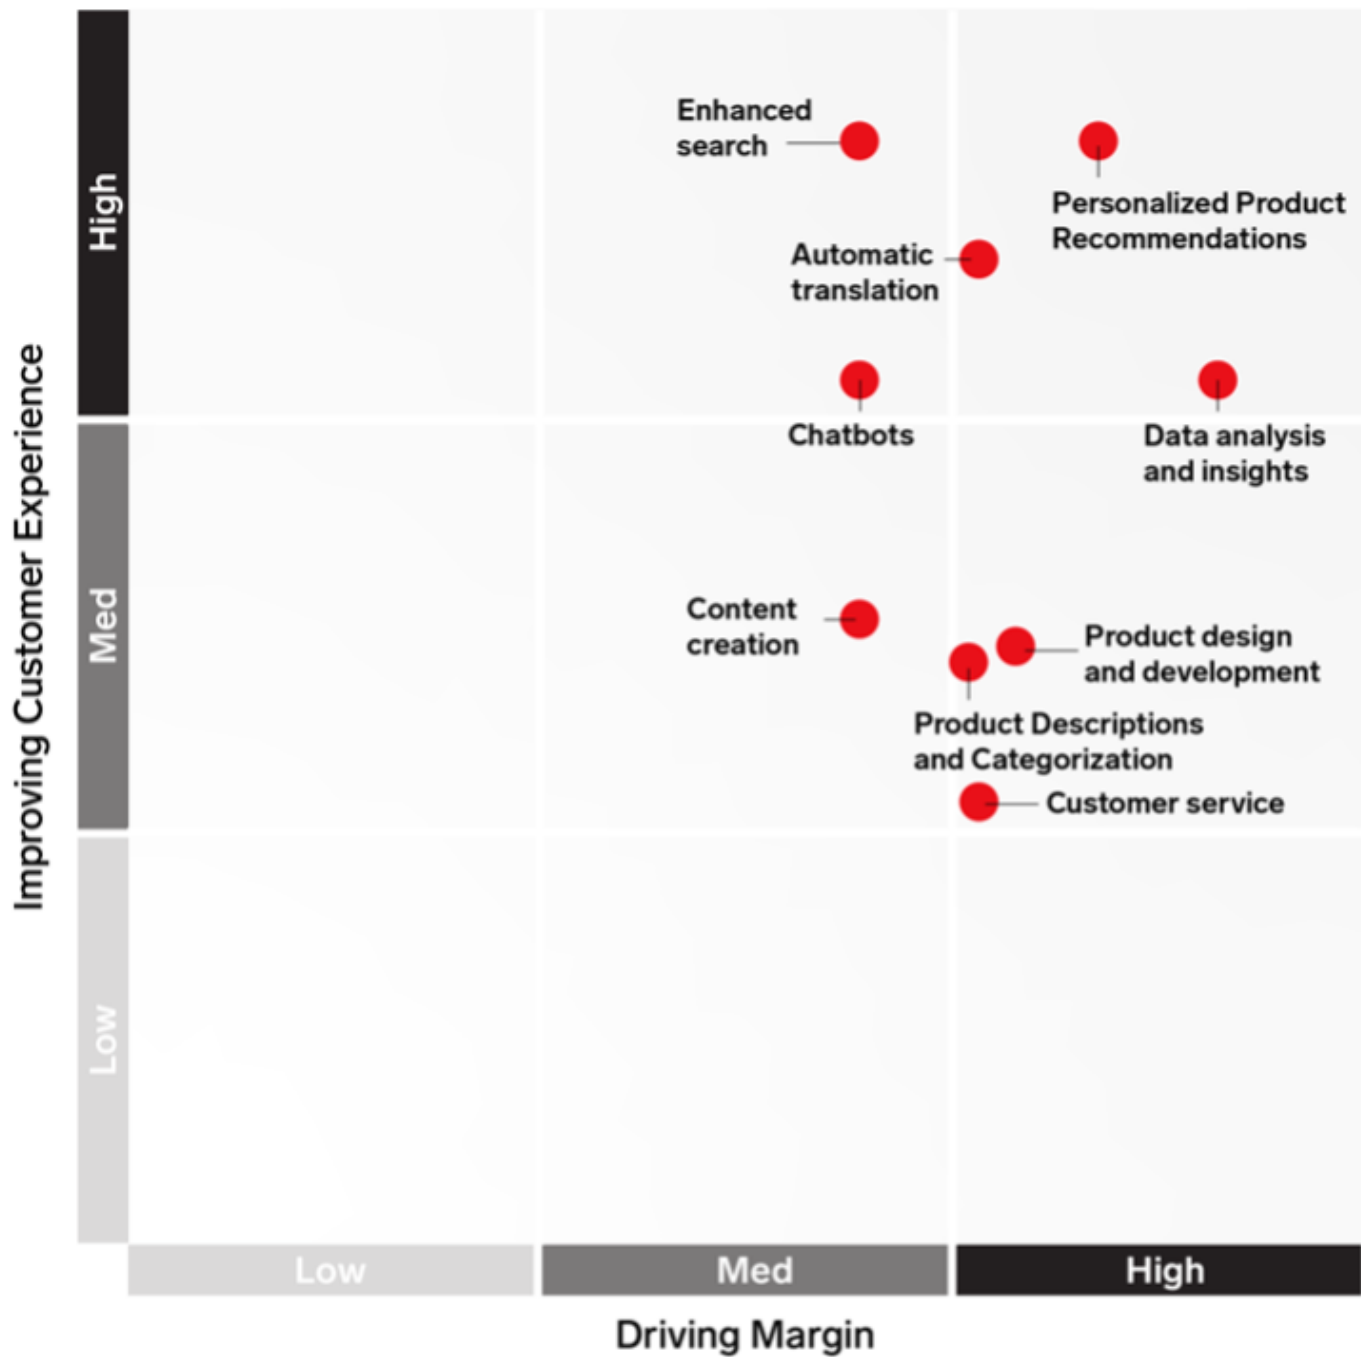 Improving Customer Experience
High
Med
Low
Enhanced
search
Personalized Product
Recommendations
Automatic
translation
Chatbots
Data analysis
and insights
Content
creation
Product design
and development
Product Descriptions
and Categorization
Customer service
Low
Med
High
Driving Margin